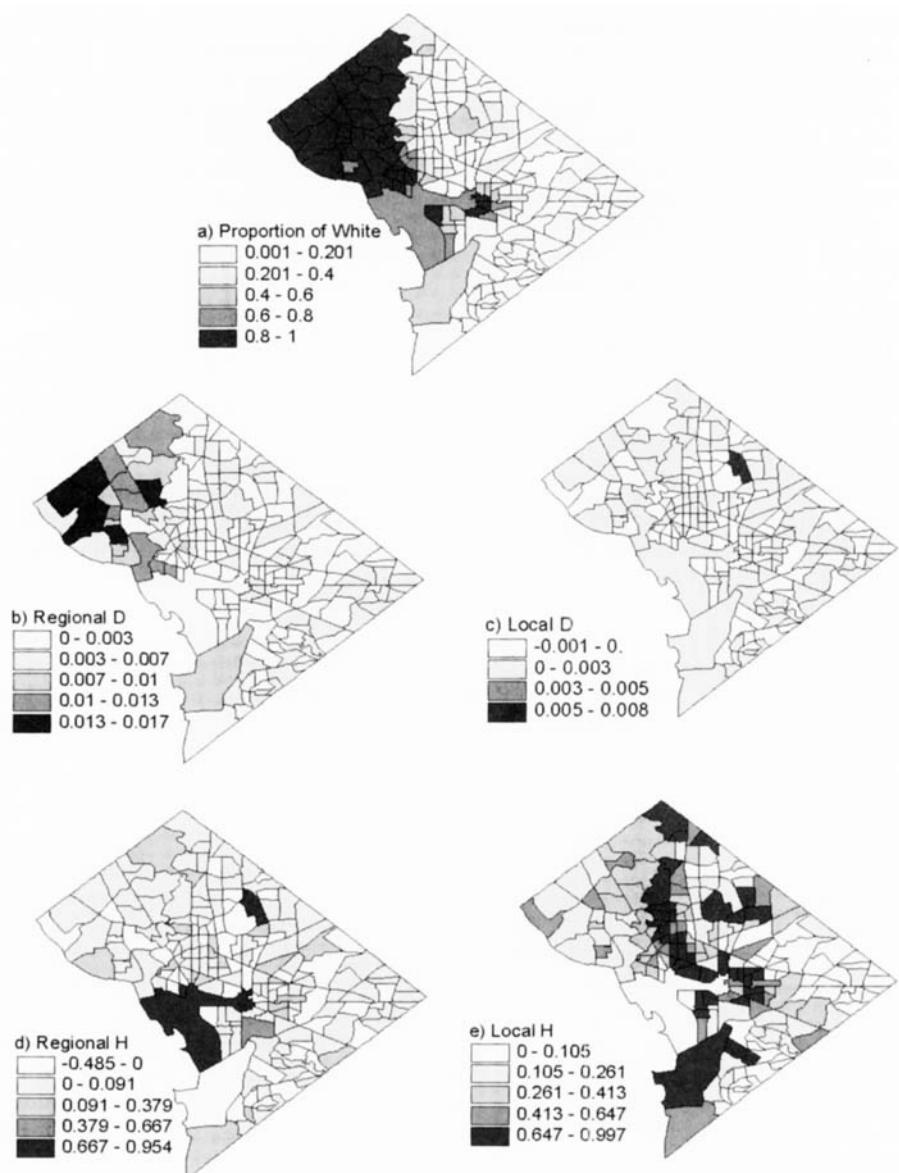 a) Proportion of White
0.001 - 0.201
0.201 - 0.4
0.4 - 0.6
0.6 - 0.8
0.8 - 1
b) Regional D
0 - 0.003
0.003 - 0.007
0.007 - 0.01
0.01 - 0.013
0.013 - 0.017
c) Local D
-0.001 - 0.
0 - 0.003
0.003 - 0.005
0.005 - 0.008
d) Regional H
-0.485 - 0
0 - 0.091
0.091 - 0.379
0.379 - 0.667
0.667 - 0.954
e) Local H
0 - 0.105
0.105 - 0.261
0.261 - 0.413
0.413 - 0.647
0.647 - 0.997